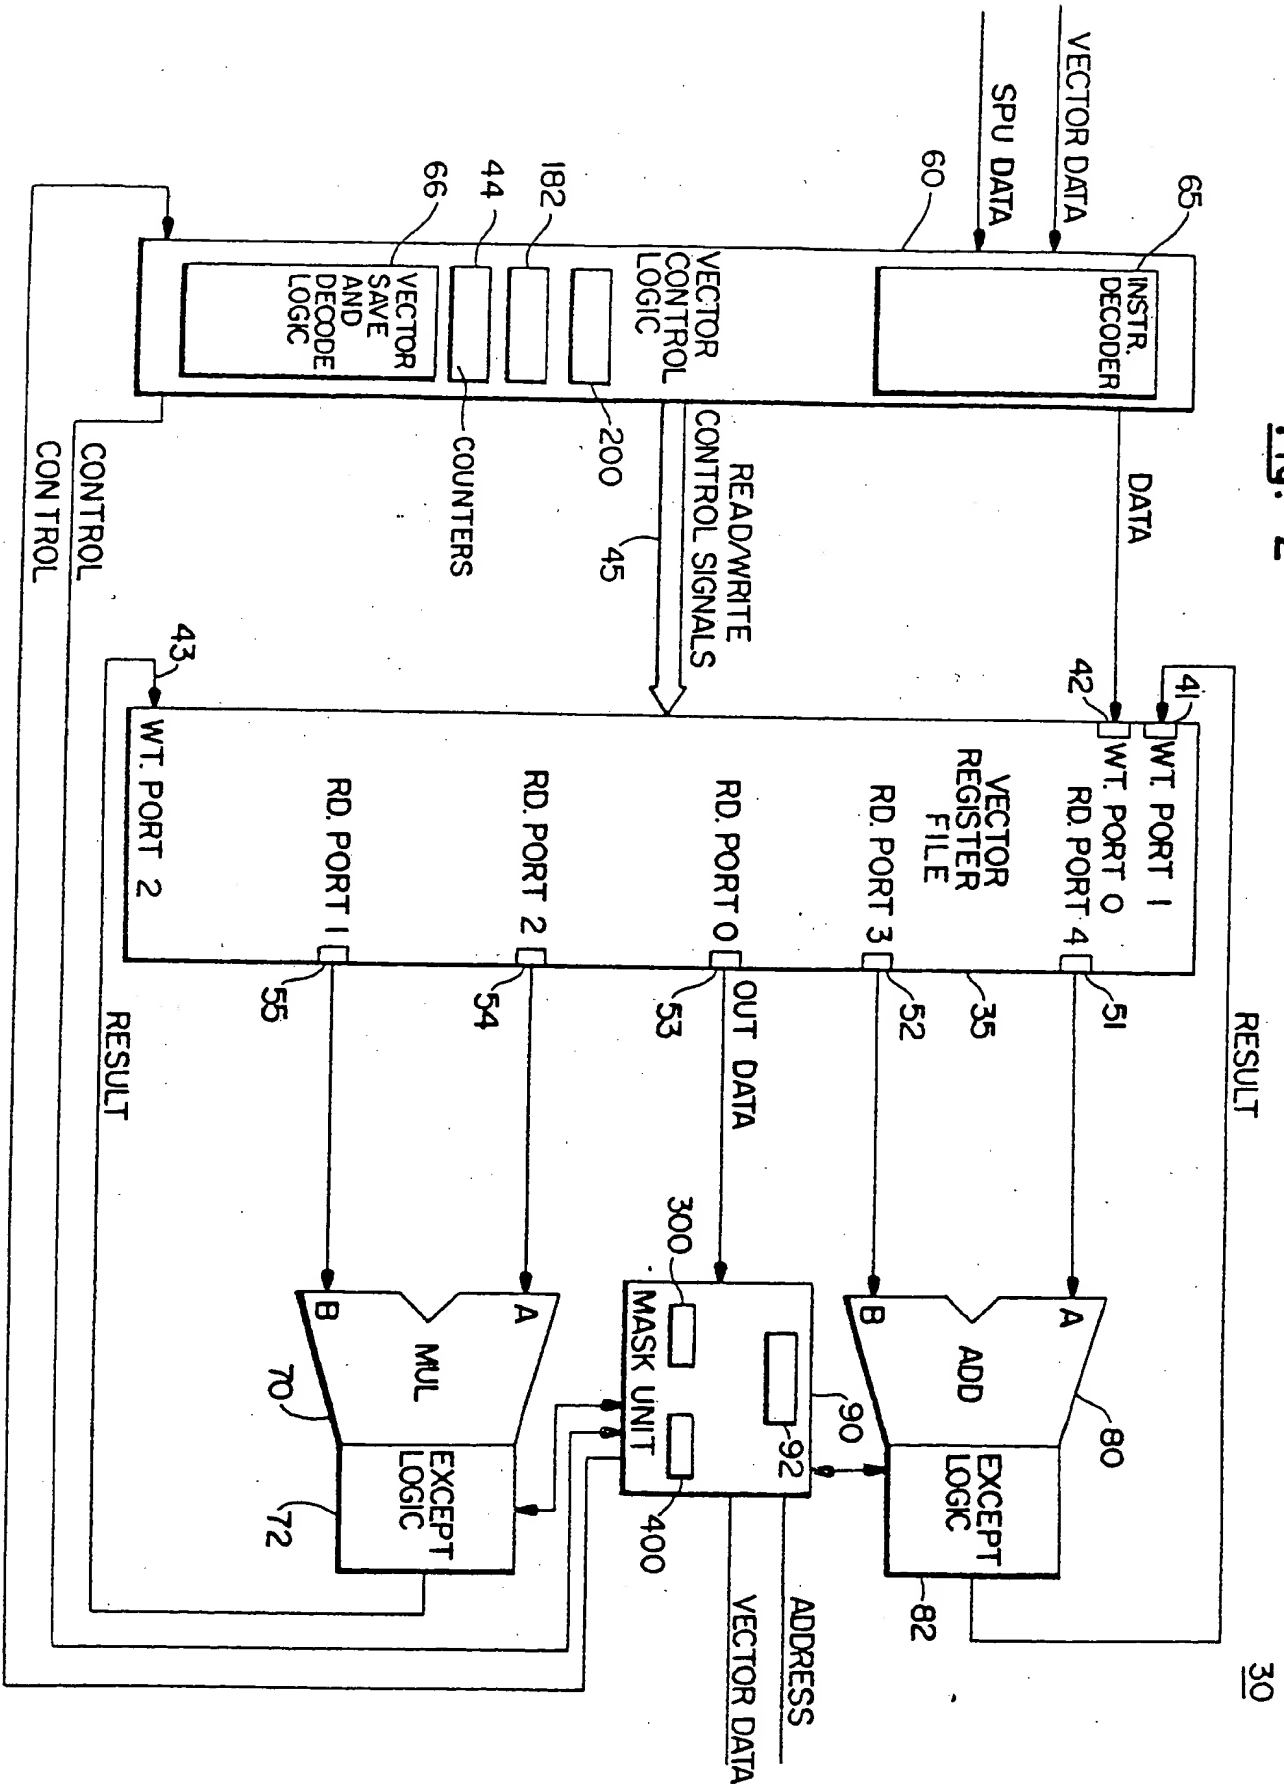 30
RESULT
65
41
51
80
82
VECTOR DATA
SPU DATA
INSTR.
DECODER
DATA
42
WT. PORT 1
WT. PORT 0
RD. PORT 4
A
ADD
B
EXCEPT
LOGIC
60
VECTOR
REGISTER
FILE
35
RD. PORT 3
52
90
92
ADDRESS
VECTOR DATA
VECTOR
CONTROL
LOGIC
READ/WRITE
CONTROL SIGNALS
45
RD. PORT 0
OUT DATA
53
300
400
MASK UNIT
200
182
44
COUNTERS
66
VECTOR
SAVE
AND
DECODE
LOGIC
RD. PORT 2
54
A
MUL
B
EXCEPT
LOGIC
RD. PORT 1
55
70
72
43
WT. PORT 2
RESULT
CONTROL
CONTROL